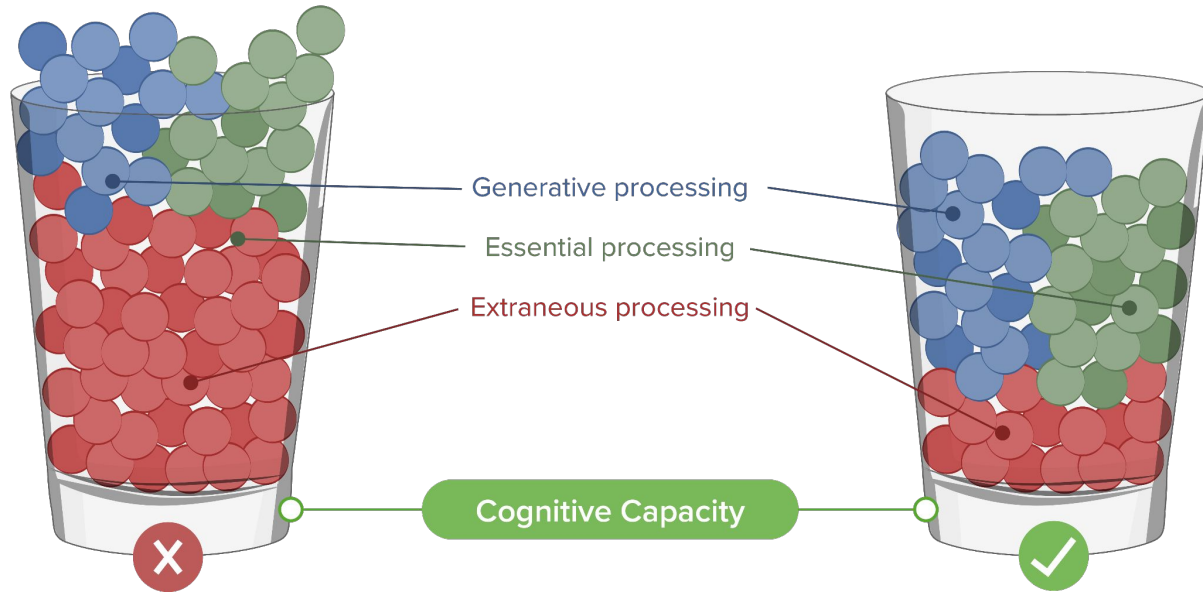 Generative processing
Essential processing
Extraneous processing
Cognitive Capacity